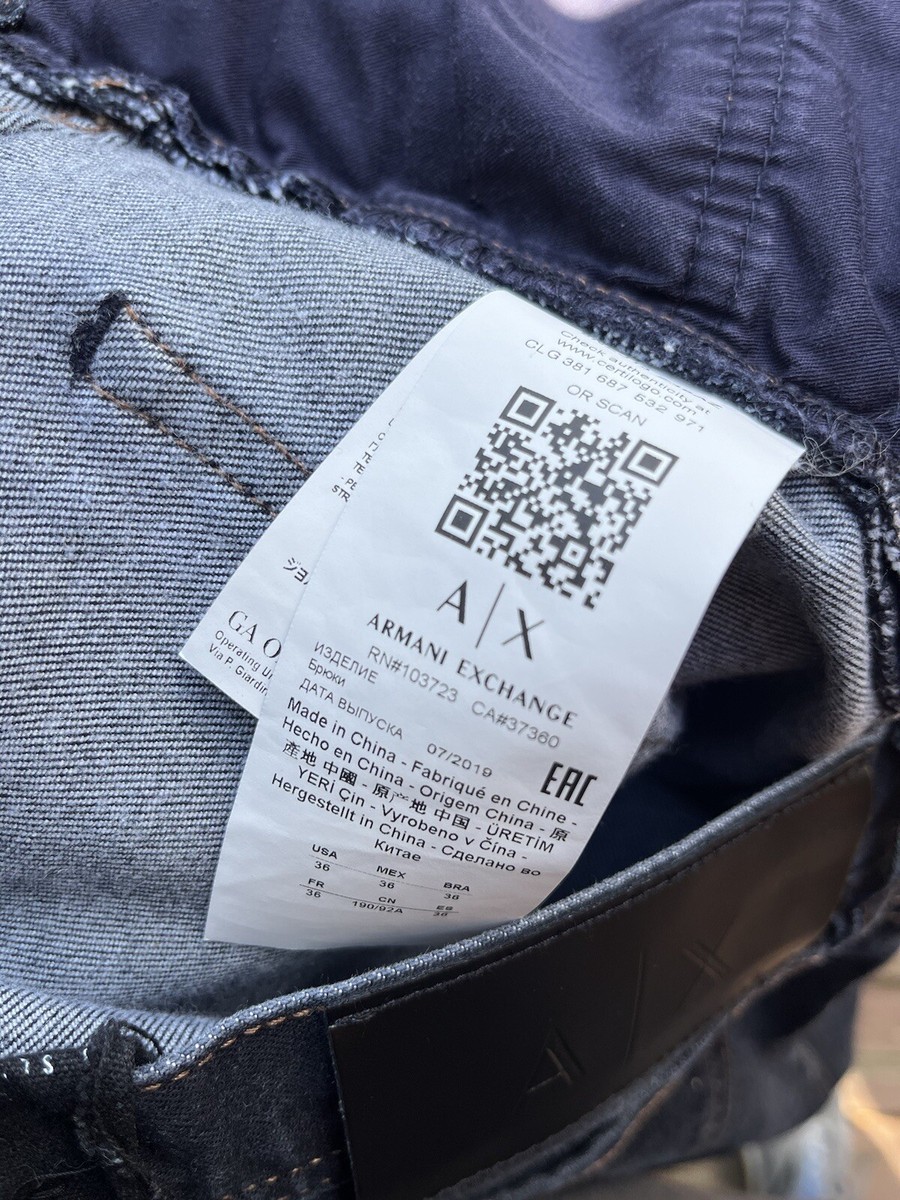 Check authenticity at
www.certilogo.com
CLG 381 687 532 971
OR SCAN
A|X
ARMANI EXCHANGE
RN#103723 CA#37360
ИЗДЕЛИЕ
Брюки
ДАТА ВЫПУСКА 07/2019
EAC
Made in China - Fabriqué en Chine -
Hecho en China - Origem China - 原
產地 中國 - 原产地 中国 - ÜRETİM
YERİ Çin - Vyrobeno v Čína -
Hergestellt in China - Сделано во
Китае
USA MEX BRA
36 36 36
FR CN ES
36 190/92A 36
GA O
Operating
Via P. Giardin
A/X